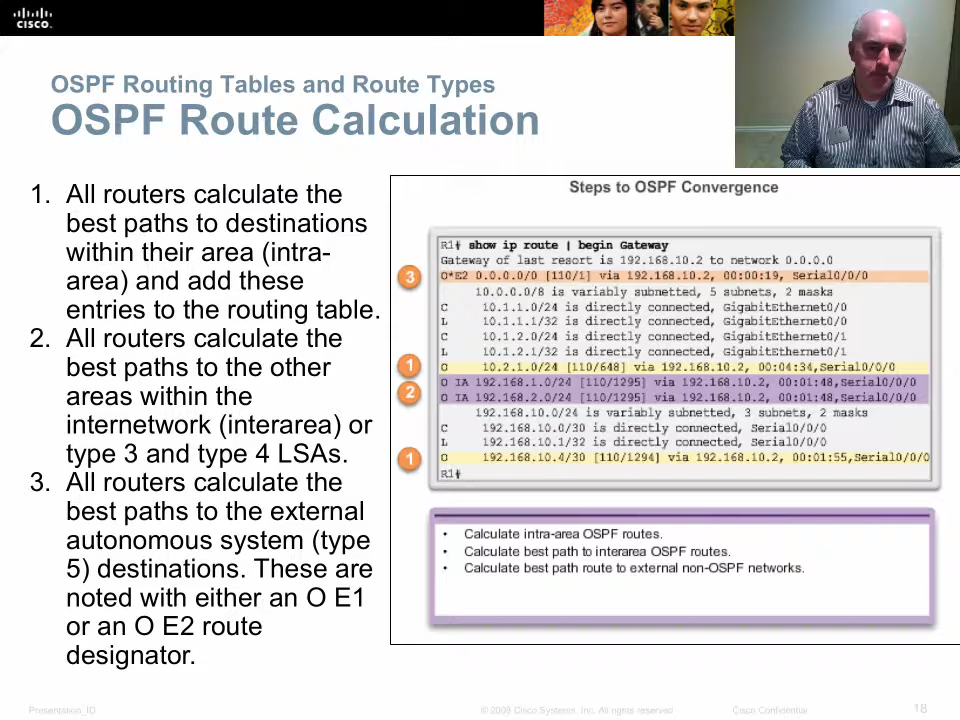 CISCO
OSPF Routing Tables and Route Types
OSPF Route Calculation
1. All routers calculate the
best paths to destinations
within their area (intra-
area) and add these
entries to the routing table.
2. All routers calculate the
best paths to the other
areas within the
internetwork (interarea) or
type 3 and type 4 LSAs.
3. All routers calculate the
best paths to the external
autonomous system (type
5) destinations. These are
noted with either an O E1
or an O E2 route
designator.
Steps to OSPF Convergence
R1# show ip route | begin Gateway
Gateway of last resort is 192.168.10.2 to network 0.0.0.0
3 O*E2 0.0.0.0/0 [110/1] via 192.168.10.2, 00:00:19, Serial0/0/0
10.0.0.0/8 is variably subnetted, 5 subnets, 2 masks
C 10.1.1.0/24 is directly connected, GigabitEthernet0/0
L 10.1.1.1/32 is directly connected, GigabitEthernet0/0
C 10.1.2.0/24 is directly connected, GigabitEthernet0/1
L 10.1.2.1/32 is directly connected, GigabitEthernet0/1
1 O 10.2.1.0/24 [110/648] via 192.168.10.2, 00:04:34,Serial0/0/0
O IA 192.168.1.0/24 [110/1295] via 192.168.10.2, 00:01:48,Serial0/0/0
2 O IA 192.168.2.0/24 [110/1295] via 192.168.10.2, 00:01:48,Serial0/0/0
192.168.10.0/24 is variably subnetted, 3 subnets, 2 masks
C 192.168.10.0/30 is directly connected, Serial0/0/0
L 192.168.10.1/32 is directly connected, Serial0/0/0
1 O 192.168.10.4/30 [110/1294] via 192.168.10.2, 00:01:55,Serial0/0/0
R1#
• Calculate intra-area OSPF routes.
• Calculate best path to interarea OSPF routes.
• Calculate best path route to external non-OSPF networks.
Presentation_ID
© 2009 Cisco Systems, Inc. All rights reserved
Cisco Confidential
18